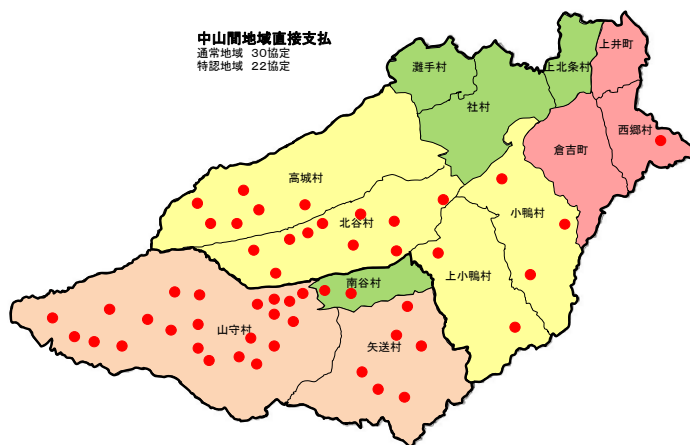 中山間地域直接支払
通常地域 30協定
特認地域 22協定
上井町
灘手村
上北条村
社村
西郷村
倉吉町
高城村
小鴨村
北谷村
上小鴨村
南谷村
山守村
矢送村